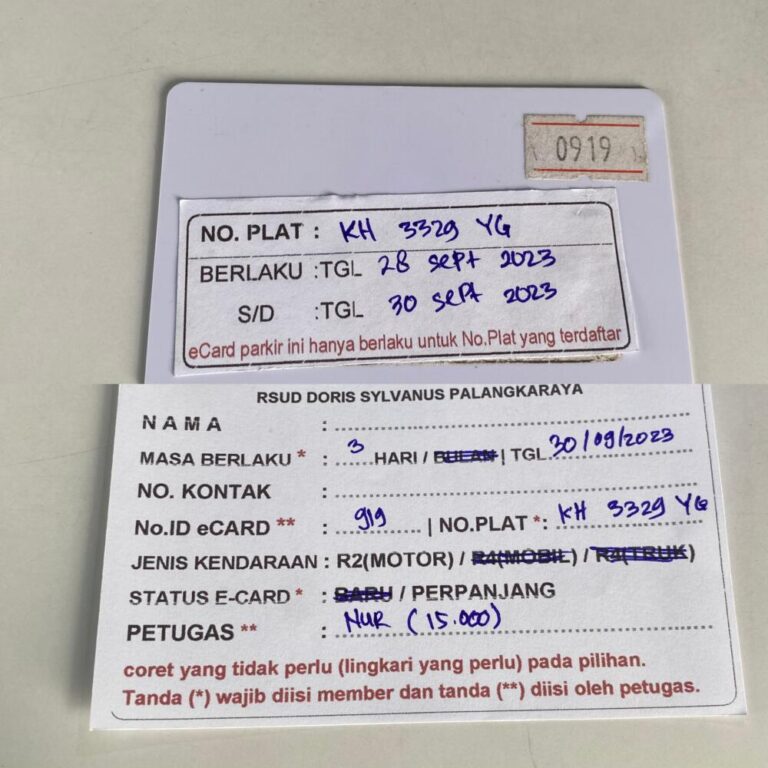 0919
NO. PLAT : KH 3329 YG
BERLAKU :TGL 28 sept 2023
S/D :TGL 30 sept 2023
eCard parkir ini hanya berlaku untuk No.Plat yang terdaftar
RSUD DORIS SYLVANUS PALANGKARAYA
NAMA :
MASA BERLAKU * : 3 HARI / BULAN | TGL 30/09/2023
NO. KONTAK :
No.ID eCARD ** : 919 | NO.PLAT *: KH 3329 YG
JENIS KENDARAAN : R2(MOTOR) / R4(MOBIL) / R4(TRUK)
STATUS E-CARD * : BARU / PERPANJANG
PETUGAS ** : NUR (15.000)
coret yang tidak perlu (lingkari yang perlu) pada pilihan.
Tanda (*) wajib diisi member dan tanda (**) diisi oleh petugas.